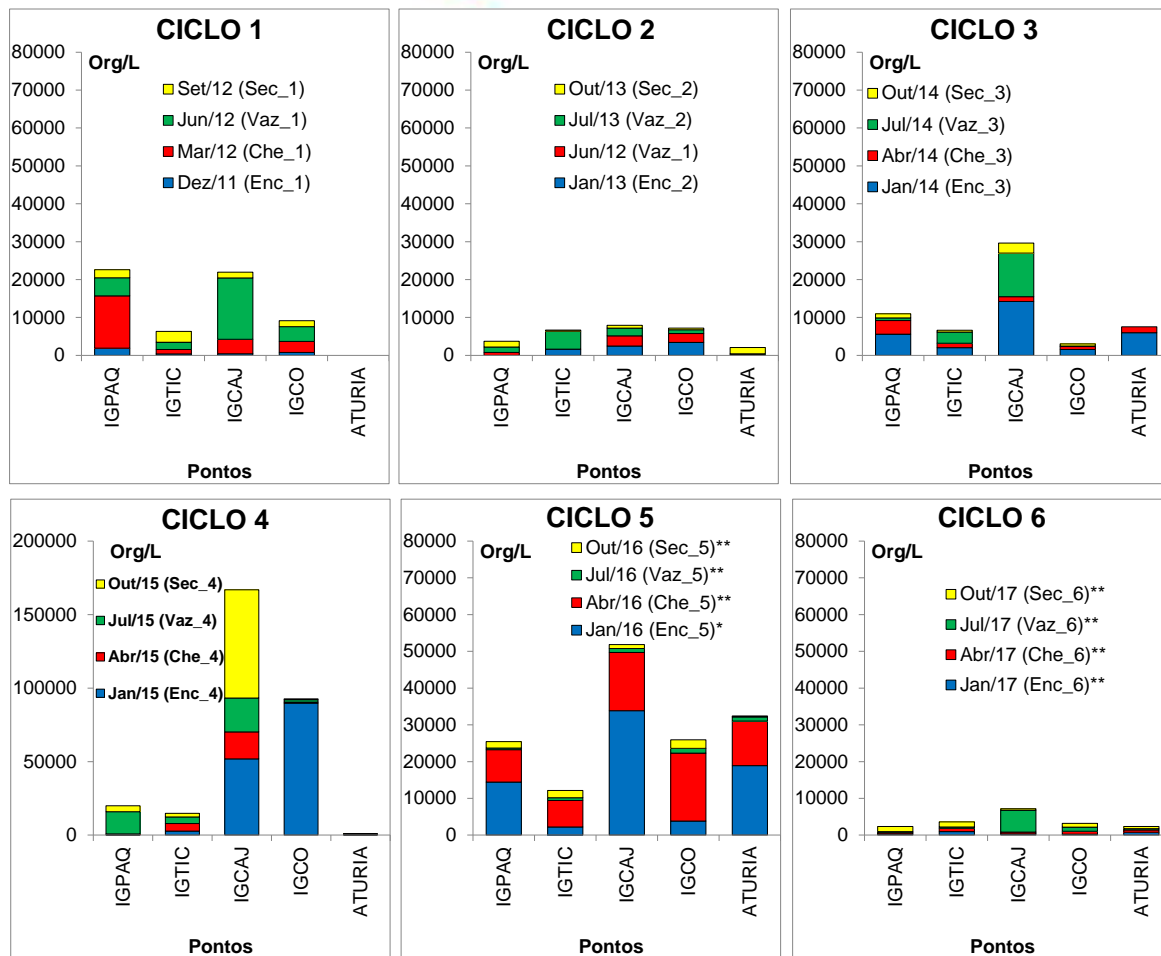 CICLO 1
80000
70000
60000
50000
40000
30000
20000
10000
0
Org/L
Set/12 (Sec_1)
Jun/12 (Vaz_1)
Mar/12 (Che_1)
Dez/11 (Enc_1)
IGPAQ
IGTIC
IGCAJ
IGCO
ATURIA
Pontos
CICLO 2
80000
70000
60000
50000
40000
30000
20000
10000
0
Org/L
Out/13 (Sec_2)
Jul/13 (Vaz_2)
Jun/12 (Vaz_1)
Jan/13 (Enc_2)
IGPAQ
IGTIC
IGCAJ
IGCO
ATURIA
Pontos
CICLO 3
80000
70000
60000
50000
40000
30000
20000
10000
0
Org/L
Out/14 (Sec_3)
Jul/14 (Vaz_3)
Abr/14 (Che_3)
Jan/14 (Enc_3)
IGPAQ
IGTIC
IGCAJ
IGCO
ATURIA
Pontos
CICLO 4
200000
150000
100000
50000
0
Org/L
Out/15 (Sec_4)
Jul/15 (Vaz_4)
Abr/15 (Che_4)
Jan/15 (Enc_4)
IGPAQ
IGTIC
IGCAJ
IGCO
ATURIA
Pontos
CICLO 5
80000
70000
60000
50000
40000
30000
20000
10000
0
Org/L
Out/16 (Sec_5)**
Jul/16 (Vaz_5)**
Abr/16 (Che_5)**
Jan/16 (Enc_5)*
IGPAQ
IGTIC
IGCAJ
IGCO
ATURIA
Pontos
CICLO 6
80000
70000
60000
50000
40000
30000
20000
10000
0
Org/L
Out/17 (Sec_6)**
Jul/17 (Vaz_6)**
Abr/17 (Che_6)**
Jan/17 (Enc_6)**
IGPAQ
IGTIC
IGCAJ
IGCO
ATURIA
Pontos